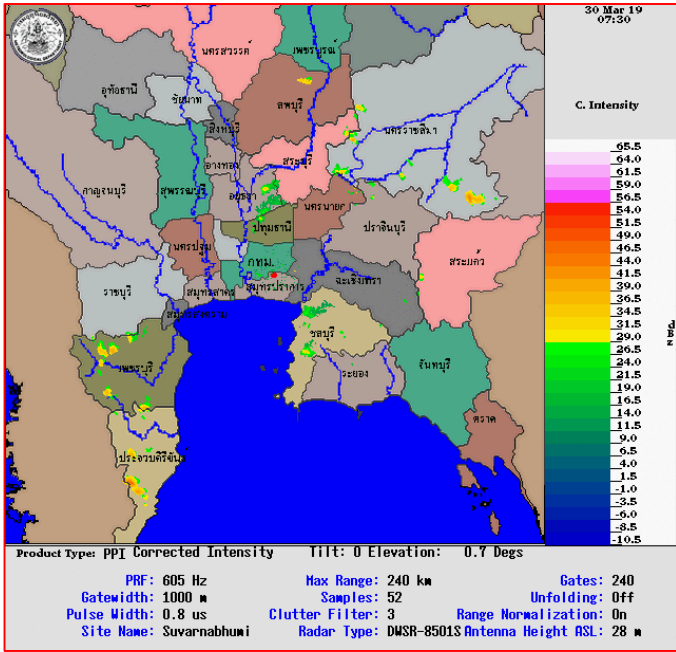 30 Mar 19
07:30
C. Intensity
65.5
64.0
61.5
59.0
56.5
54.0
51.5
49.0
46.5
44.0
41.5
39.0
36.5
34.0
31.5
29.0
26.5
24.0
21.5
19.0
16.5
14.0
11.5
9.0
6.5
4.0
1.5
-1.0
-3.5
-6.0
-8.5
-10.5
นครสวรรค์
เพชรบูรณ์
อุทัยธานี
ชัยนาท
ลพบุรี
สิงหบุรี
นครราชสีมา
อ่างทอง
สระบุรี
กาญจนบุรี
สุพรรณบุรี
อยุธยา
นครนายก
ปทุมธานี
ปราจีนบุรี
นครปฐม
กทม.
สระแก้ว
สมุทรสาคร
สมุทรปราการ
ฉะเชิงเทรา
ราชบุรี
สมุทรสงคราม
ชลบุรี
เพชรบุรี
ระยอง
จันทบุรี
ตราด
ประจวบคีรีขันธ์
Product Type: PPI Corrected Intensity Tilt: 0 Elevation: 0.7 Degs
PRF: 605 Hz Max Range: 240 km Gates: 240
Gatewidth: 1000 m Samples: 52 Unfolding: Off
Pulse Width: 0.8 us Clutter Filter: 3 Range Normalization: On
Site Name: Suvarnabhumi Radar Type: DWSR-8501S Antenna Height ASL: 28 m